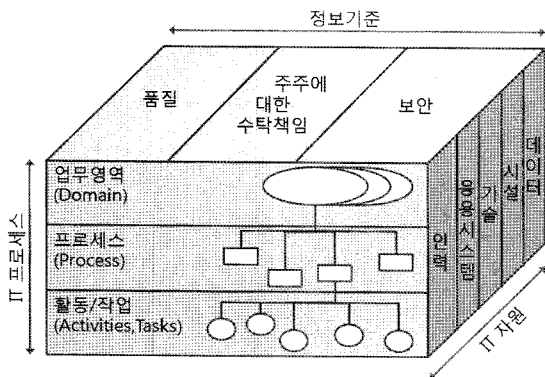 정보기준
품질
주주에
대한
수탁책임
보안
업무영역
(Domain)
프로세스
(Process)
활동/작업
(Activities,Tasks)
IT 프로세스
인력
응용시스템
기술
시설
데이터
IT 자원